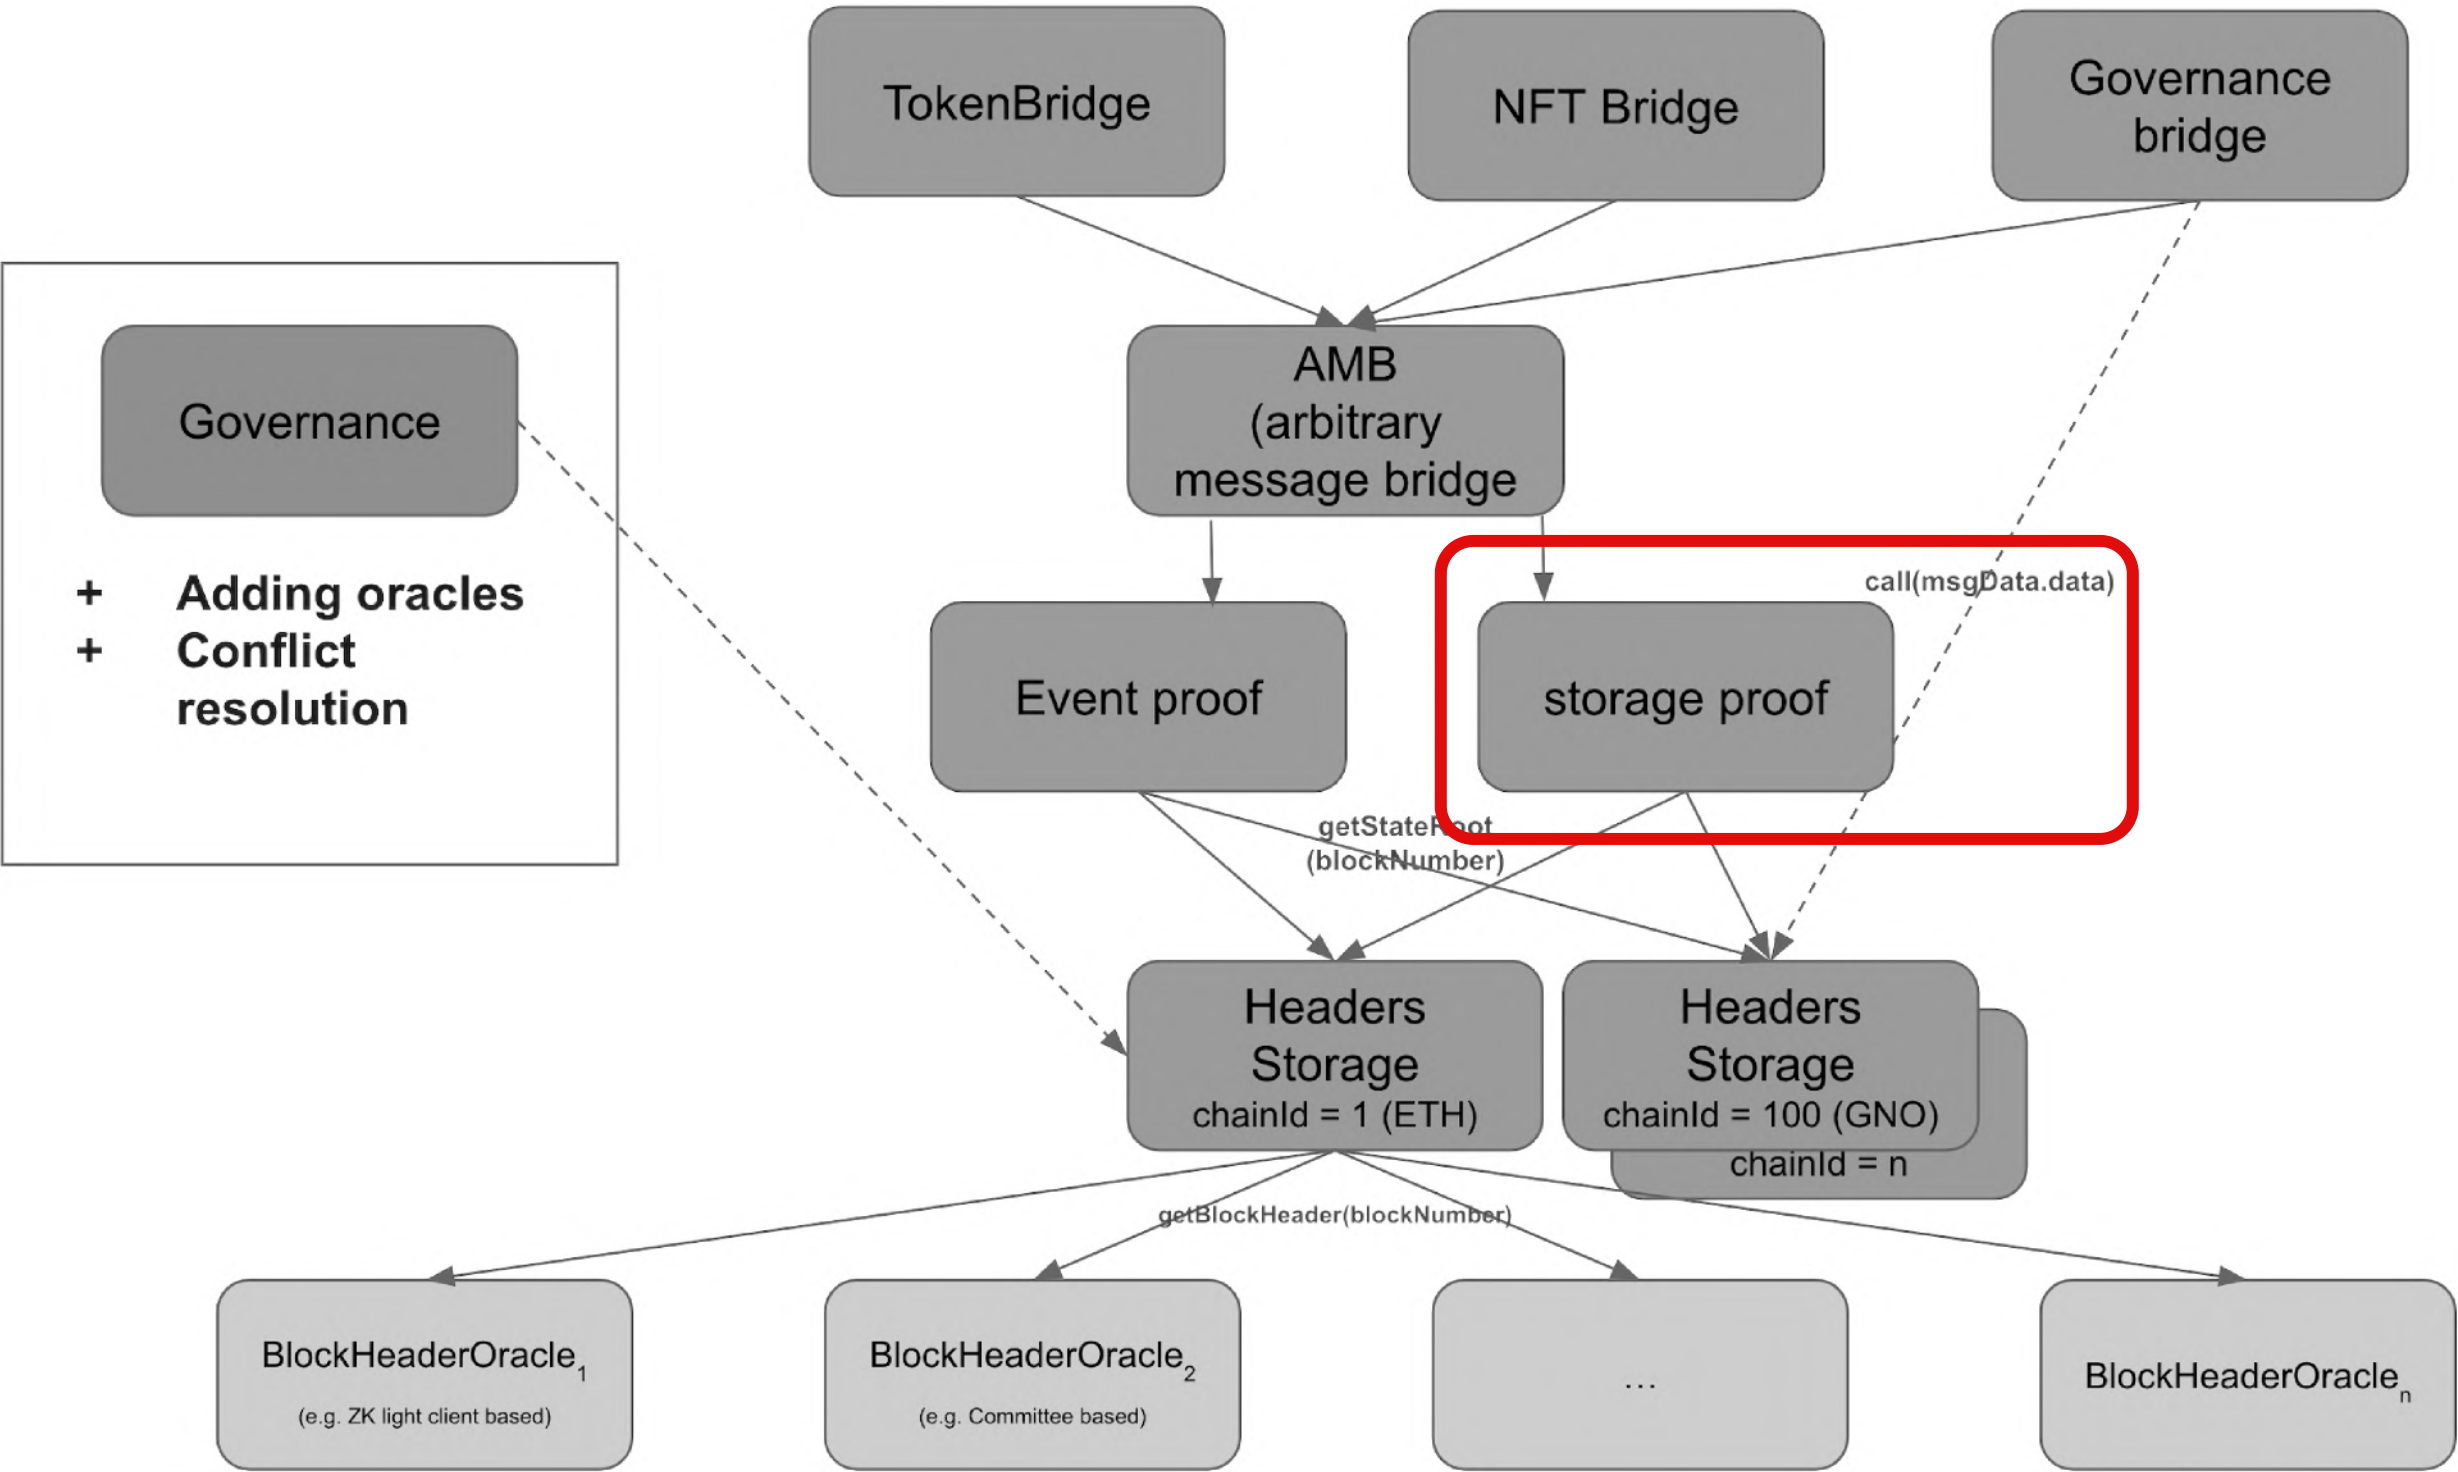 TokenBridge
NFT Bridge
Governance
bridge
AMB
(arbitrary
message bridge
Governance
+ Adding oracles
+ Conflict
resolution
call(msgData.data)
Event proof
storage proof
getStateRoot
(blockNumber)
Headers
Storage
chainId = 1 (ETH)
Headers
Storage
chainId = 100 (GNO)
chainId = n
getBlockHeader(blockNumber)
BlockHeaderOracle1
(e.g. ZK light client based)
BlockHeaderOracle2
(e.g. Committee based)
...
BlockHeaderOraclen